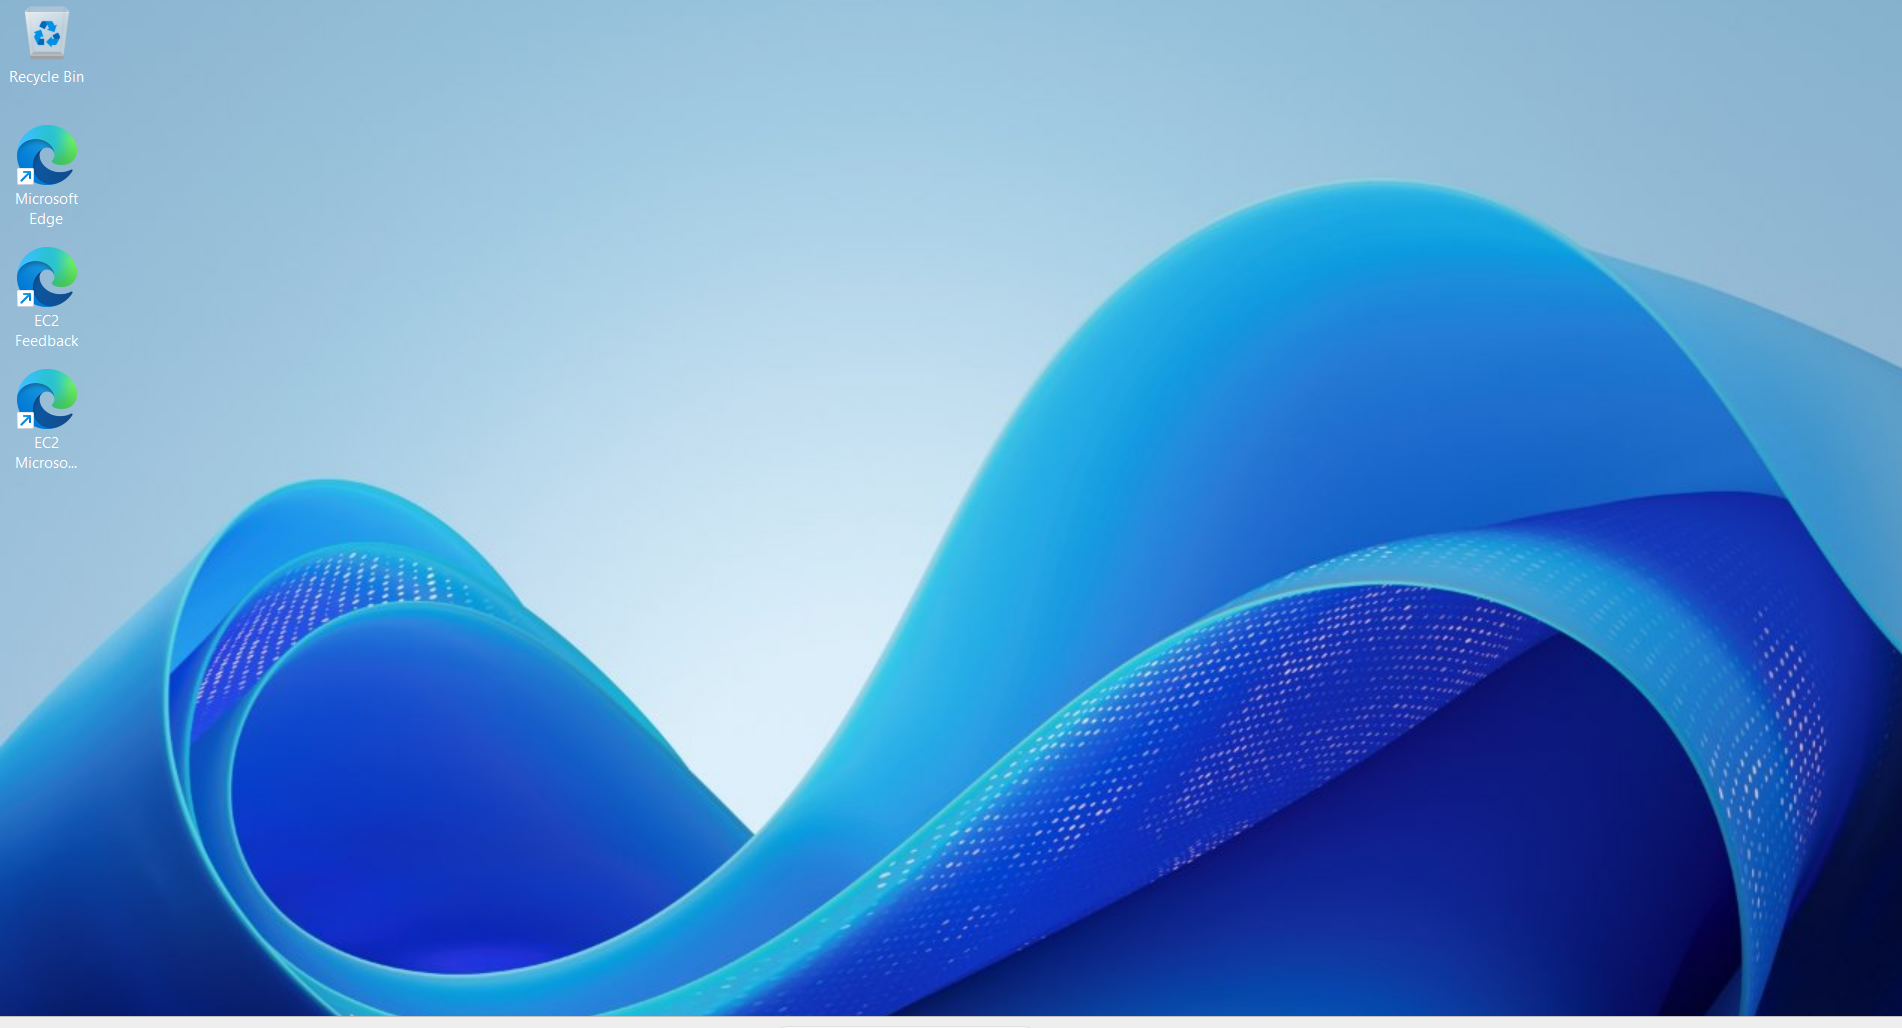 Recycle Bin
Microsoft
Edge
EC2
Feedback
EC2
Microso...